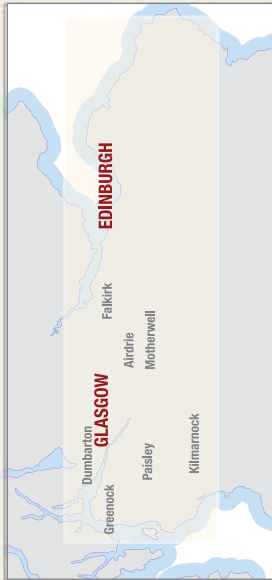 EDINBURGH
Falkirk
Airdrie
Motherwell
GLASGOW
Dumbarton
Greenock
Paisley
Kilmarnock